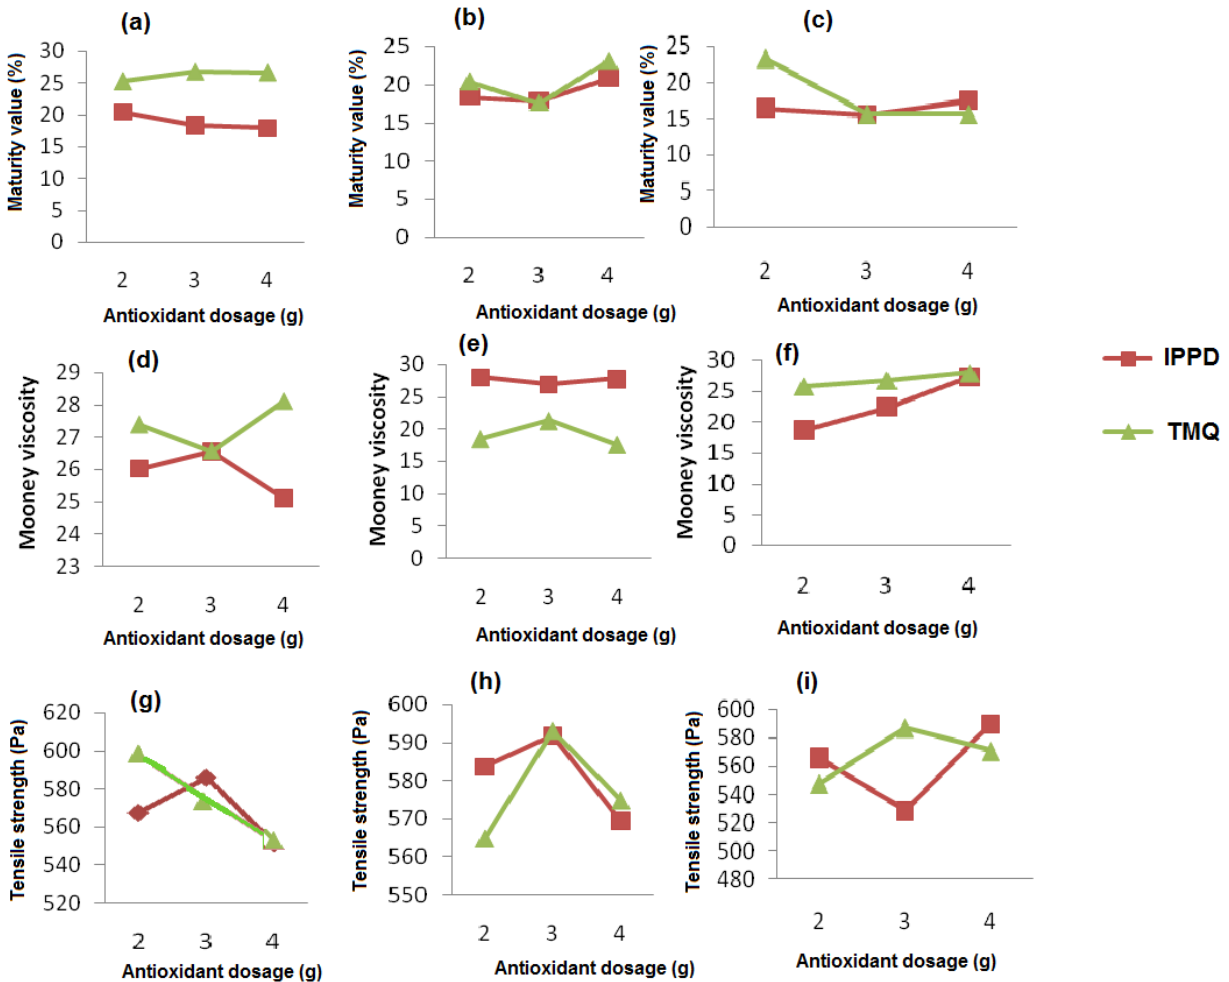 (a)
Maturity value (%)
30
25
20
15
10
5
0
2 3 4
Antioxidant dosage (g)
(b)
Maturity value (%)
25
20
15
10
5
0
2 3 4
Antioxidant dosage (g)
(c)
Maturity value (%)
25
20
15
10
5
0
2 3 4
Antioxidant dosage (g)
(d)
Mooney viscosity
29
28
27
26
25
24
23
2 3 4
Antioxidant dosage (g)
(e)
Mooney viscosity
30
25
20
15
10
5
0
2 3 4
Antioxidant dosage (g)
(f)
Mooney viscosity
30
25
20
15
10
5
0
2 3 4
Antioxidant dosage (g)
IPPD
TMQ
(g)
Tensile strength (Pa)
620
600
580
560
540
520
2 3 4
Antioxidant dosage (g)
(h)
Tensile strength (Pa)
600
590
580
570
560
550
2 3 4
Antioxidant dosage (g)
(i)
Tensile strength (Pa)
600
580
560
540
520
500
480
2 3 4
Antioxidant dosage (g)